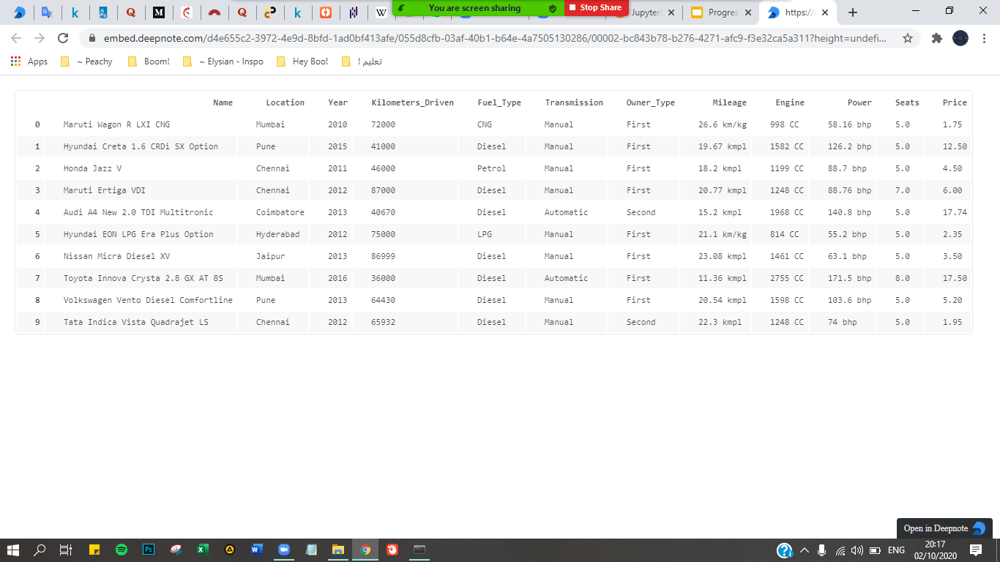 You are screen sharing
Stop Share
Jupyterl
Progres
https://
embed.deepnote.com/d4e655c2-3972-4e9d-8bfd-1ad0bf413afe/055d8cfb-03af-40b1-b64e-4a7505130286/00002-bc843b78-b276-4271-afc9-f3e32ca5a311?height=undefi...
Apps ~ Peachy Boom! ~ Elysian - Inspo Hey Boo! تعليم !
Name Location Year Kilometers_Driven Fuel_Type Transmission Owner_Type Mileage Engine Power Seats Price
0 Maruti Wagon R LXI CNG Mumbai 2010 72000 CNG Manual First 26.6 km/kg 998 CC 58.16 bhp 5.0 1.75
1 Hyundai Creta 1.6 CRDi SX Option Pune 2015 41000 Diesel Manual First 19.67 kmpl 1582 CC 126.2 bhp 5.0 12.50
2 Honda Jazz V Chennai 2011 46000 Petrol Manual First 18.2 kmpl 1199 CC 88.7 bhp 5.0 4.50
3 Maruti Ertiga VDI Chennai 2012 87000 Diesel Manual First 20.77 kmpl 1248 CC 88.76 bhp 7.0 6.00
4 Audi A4 New 2.0 TDI Multitronic Coimbatore 2013 40670 Diesel Automatic Second 15.2 kmpl 1968 CC 140.8 bhp 5.0 17.74
5 Hyundai EON LPG Era Plus Option Hyderabad 2012 75000 LPG Manual First 21.1 km/kg 814 CC 55.2 bhp 5.0 2.35
6 Nissan Micra Diesel XV Jaipur 2013 86999 Diesel Manual First 23.08 kmpl 1461 CC 63.1 bhp 5.0 3.50
7 Toyota Innova Crysta 2.8 GX AT 8S Mumbai 2016 36000 Diesel Automatic First 11.36 kmpl 2755 CC 171.5 bhp 8.0 17.50
8 Volkswagen Vento Diesel Comfortline Pune 2013 64430 Diesel Manual First 20.54 kmpl 1598 CC 103.6 bhp 5.0 5.20
9 Tata Indica Vista Quadrajet LS Chennai 2012 65932 Diesel Manual Second 22.3 kmpl 1248 CC 74 bhp 5.0 1.95
Open in Deepnote
ENG
20:17
02/10/2020